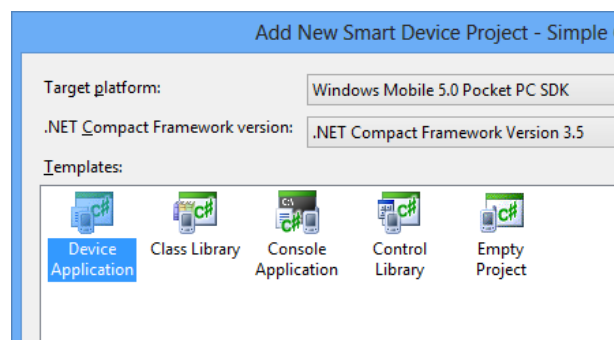 Add New Smart Device Project - Simple
Target platform:
Windows Mobile 5.0 Pocket PC SDK
.NET Compact Framework version:
.NET Compact Framework Version 3.5
Templates:
Device Application
Class Library
Console Application
Control Library
Empty Project